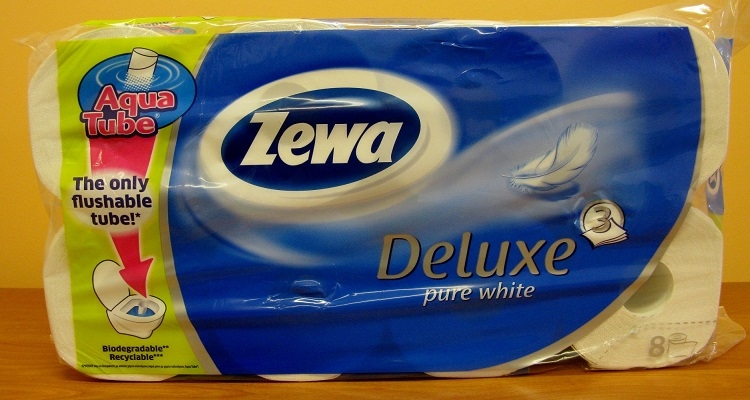 Aqua
Tube®
The only
flushable
tube!*
Biodegradable**
Recyclable***
Zewa
3
Deluxe
pure white
8